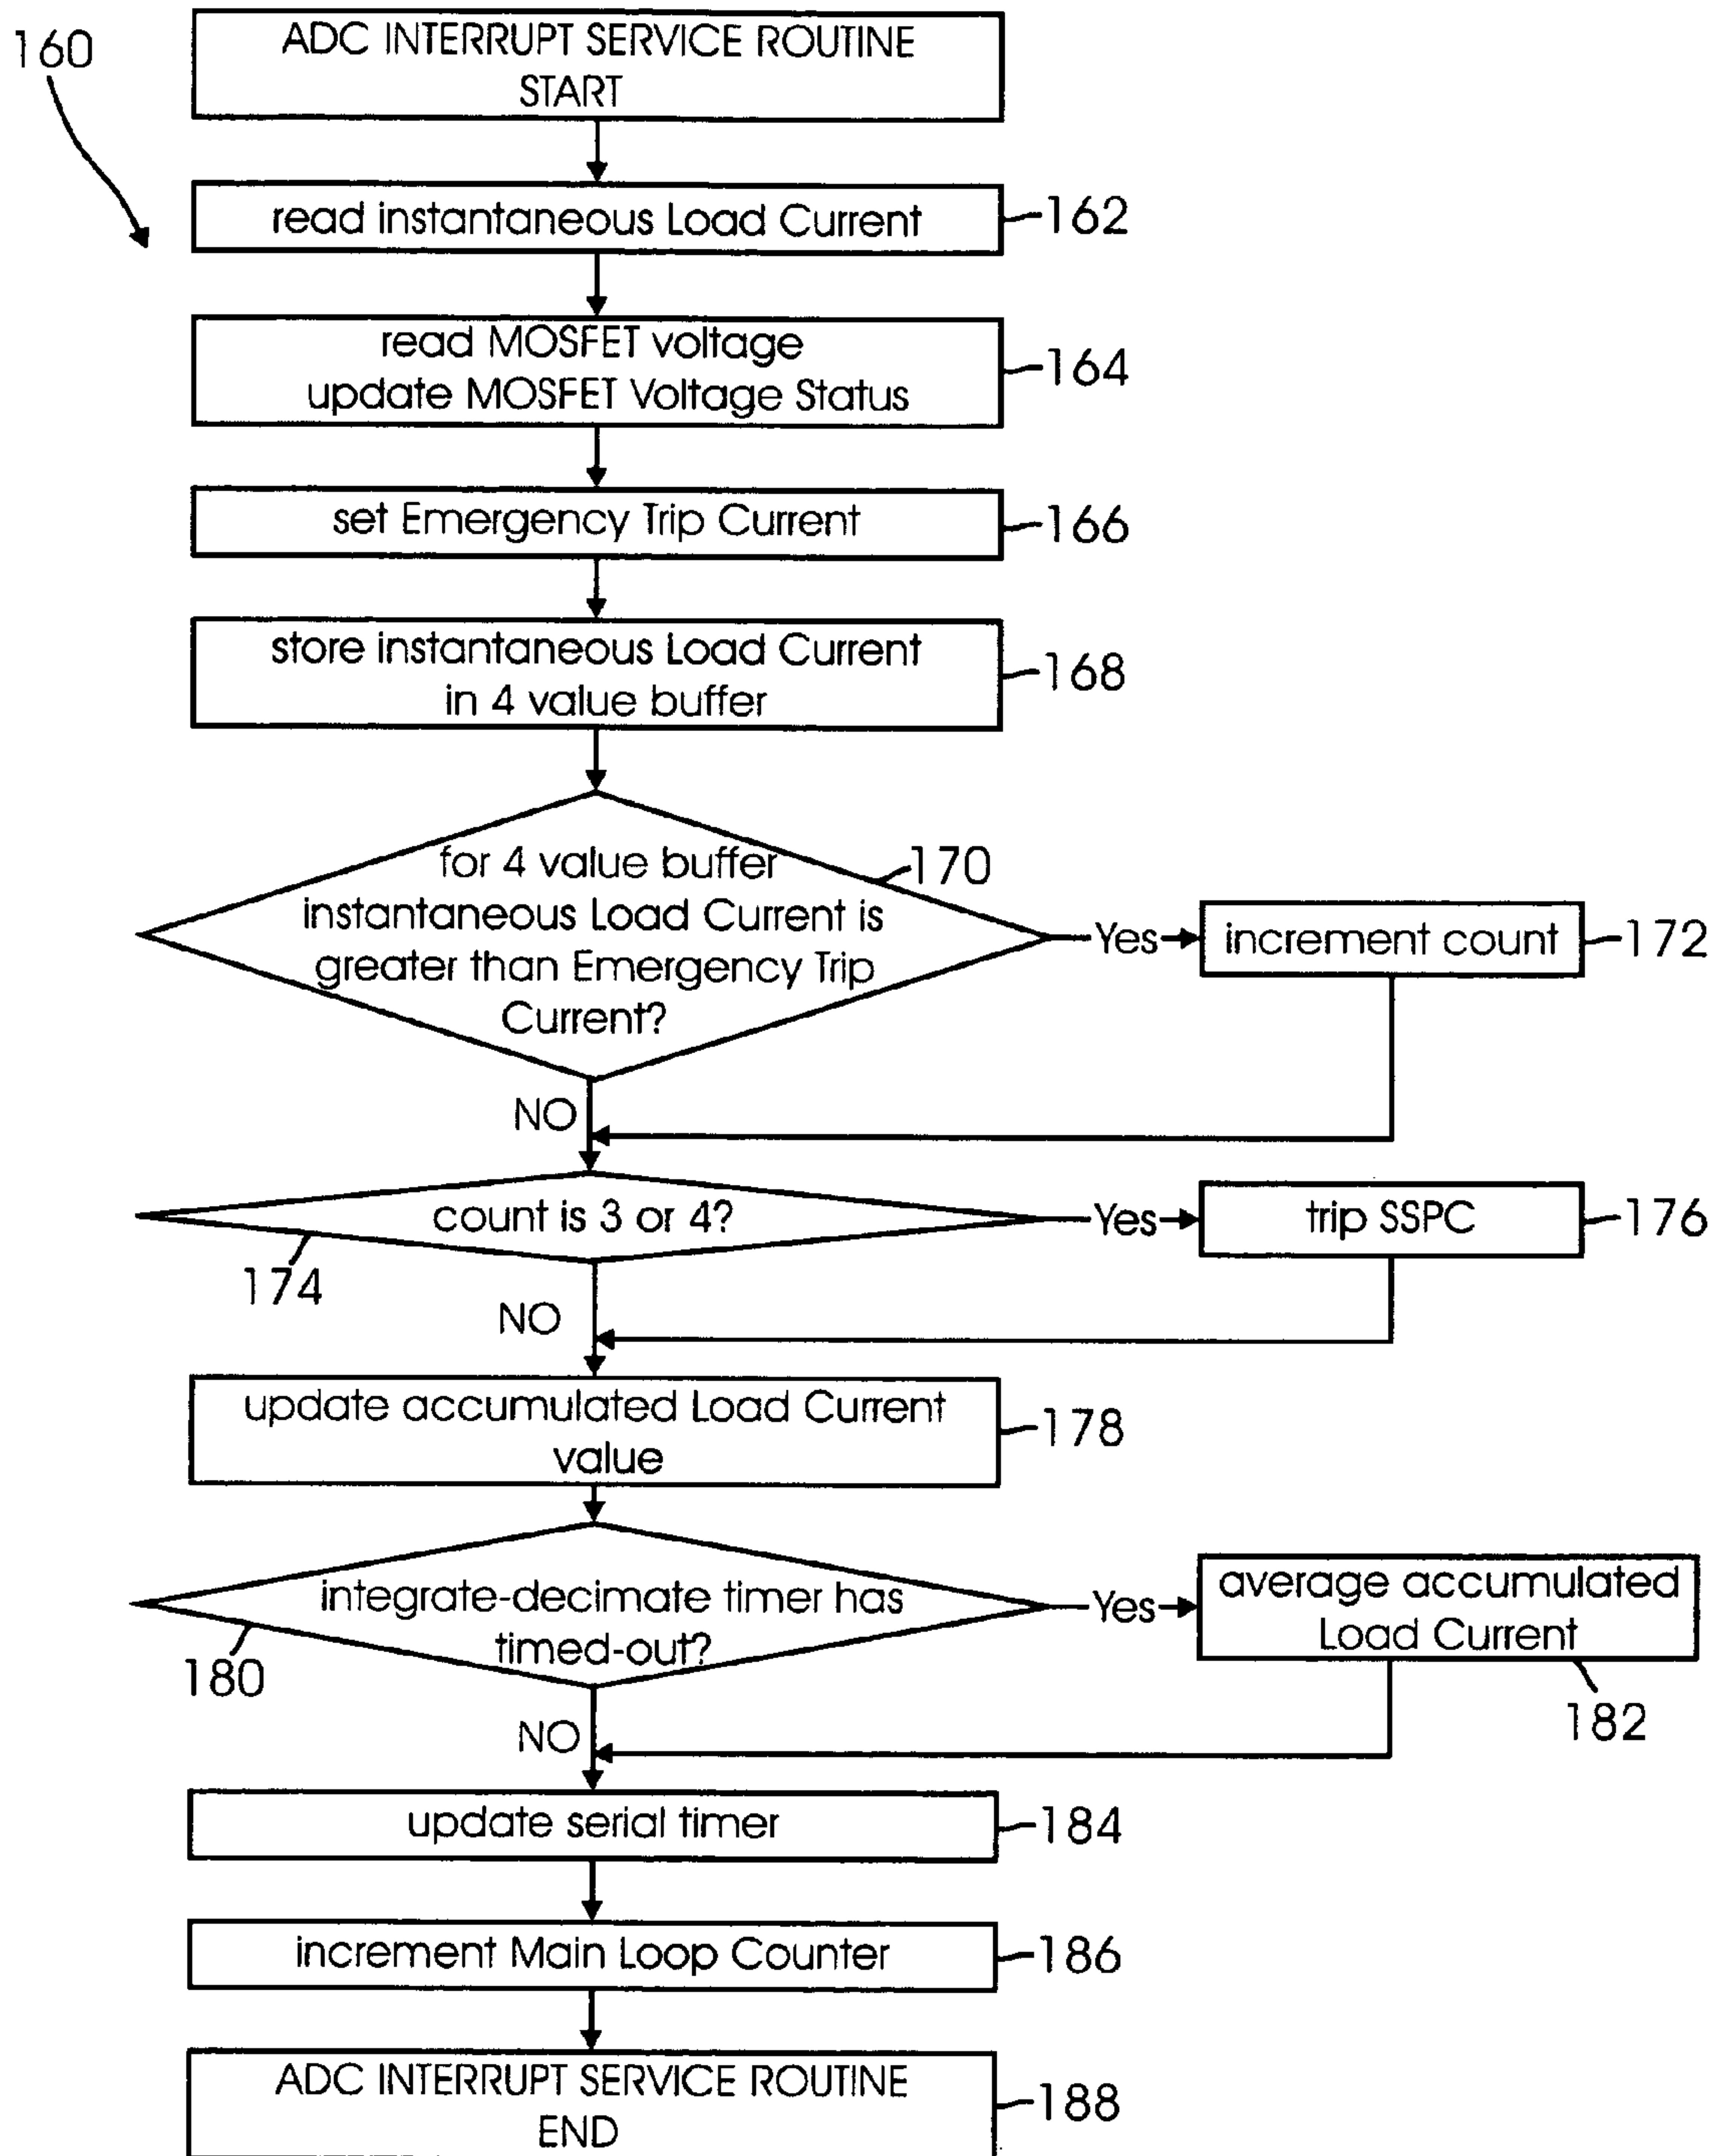 160
ADC INTERRUPT SERVICE ROUTINE
START
read instantaneous Load Current
162
read MOSFET voltage
update MOSFET Voltage Status
164
set Emergency Trip Current
166
store instantaneous Load Current
in 4 value buffer
168
for 4 value buffer
instantaneous Load Current is
greater than Emergency Trip
Current?
170
Yes
increment count
172
NO
count is 3 or 4?
174
Yes
trip SSPC
176
NO
update accumulated Load Current
value
178
integrate-decimate timer has
timed-out?
180
Yes
average accumulated
Load Current
182
NO
update serial timer
184
increment Main Loop Counter
186
ADC INTERRUPT SERVICE ROUTINE
END
188